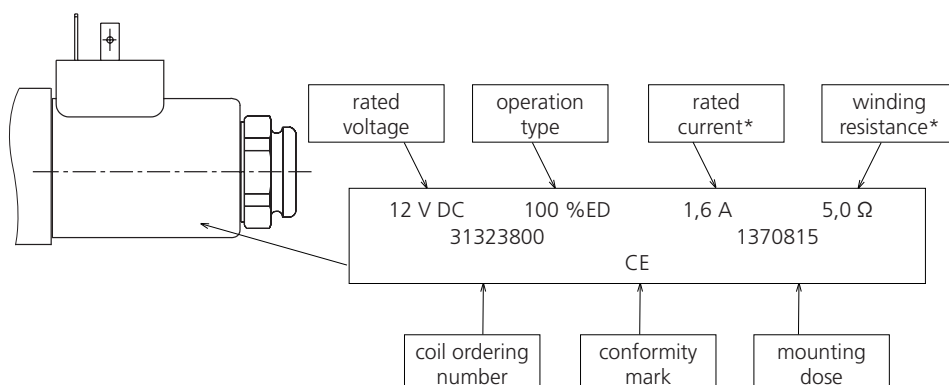 rated
voltage
operation
type
rated
current*
winding
resistance*
12 V DC 100 %ED 1,6 A 5,0 Ω
31323800 1370815
CE
coil ordering
number
conformity
mark
mounting
dose